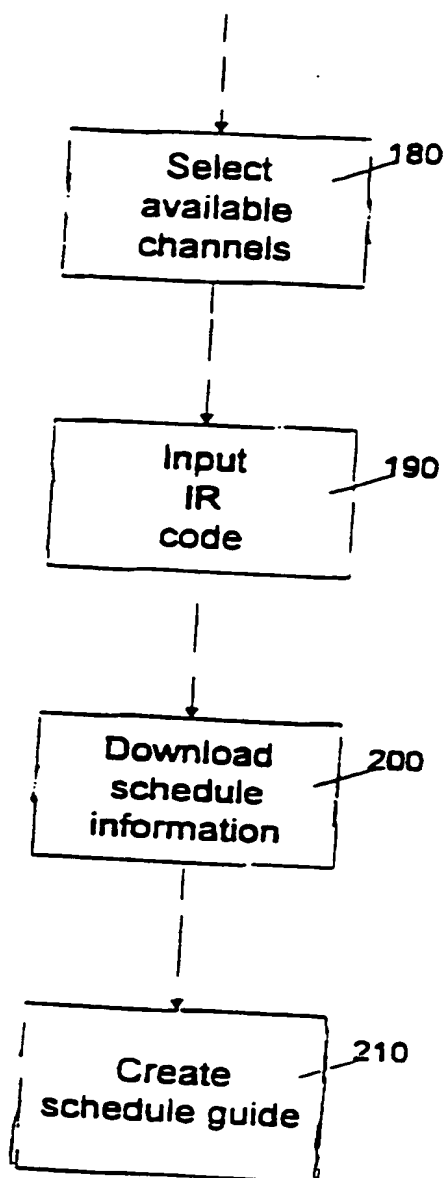 Select
available
channels
180
Input
IR
code
190
Download
schedule
information
200
Create
schedule guide
210